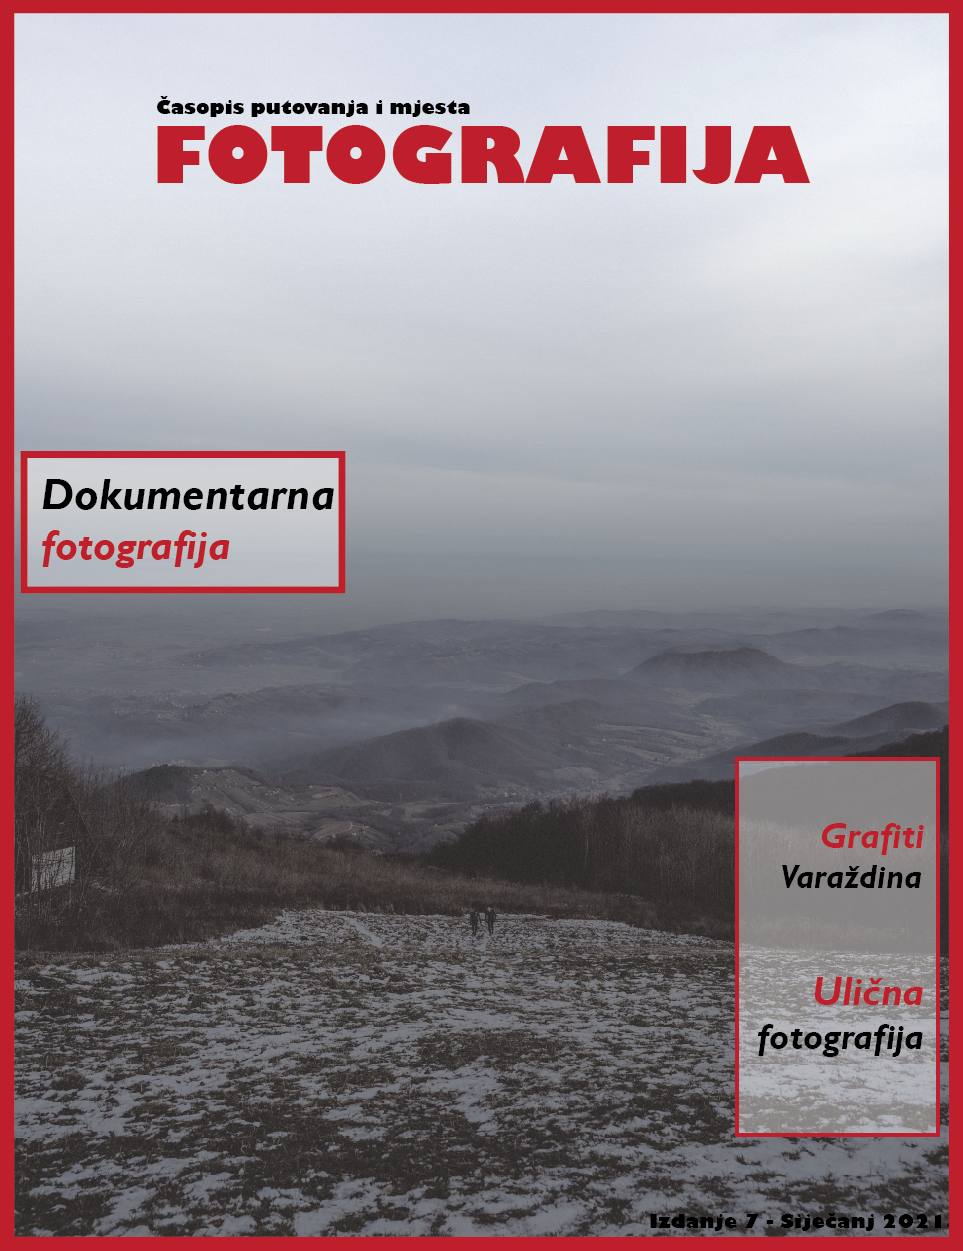 Časopis putovanja i mjesta
FOTOGRAFIJA
Dokumentarna
fotografija
Grafiti
Varaždina
Ulična
fotografija
Izdanje 7 - Siječanj 2021.